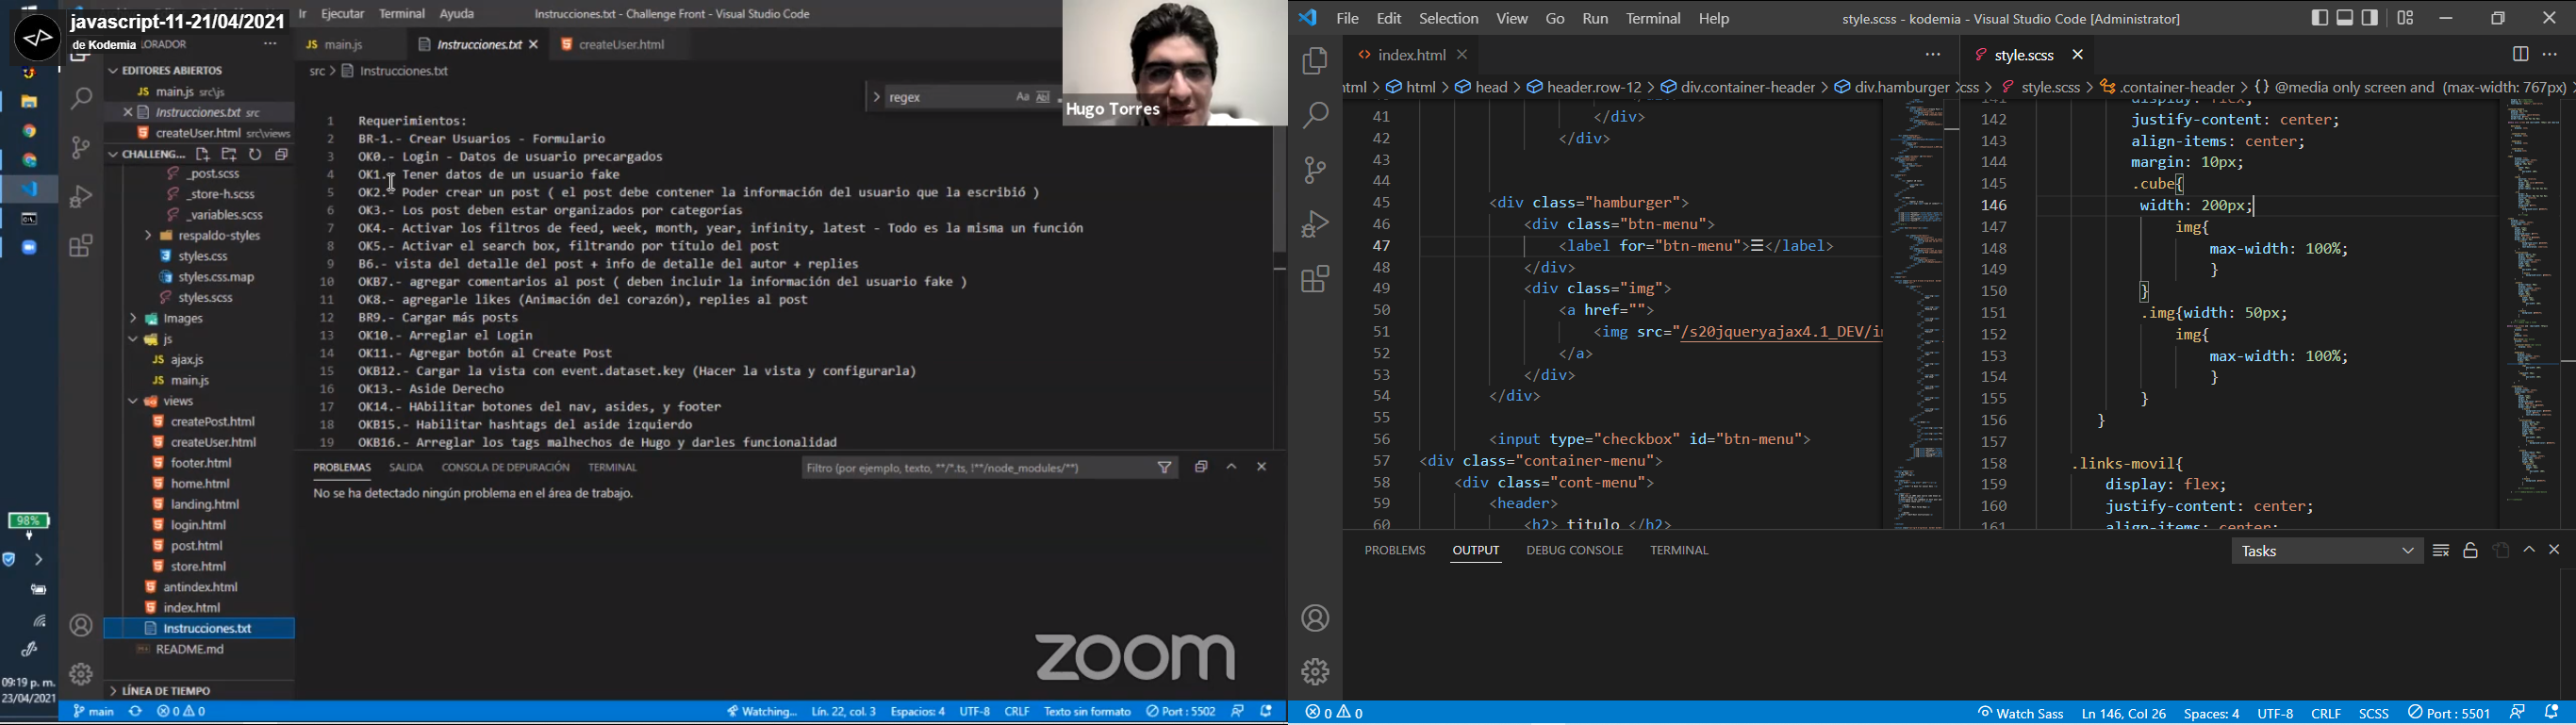 javascript-11-21/04/2021
de Kodemia
Ir Ejecutar Terminal Ayuda
Instrucciones.txt - Challenge Front - Visual Studio Code
LORADOR
EDITORES ABIERTOS
main.js src\js
Instrucciones.txt src
createUser.html src\views
CHALLENG...
_post.scss
_store-h.scss
_variables.scss
respaldo-styles
styles.css
styles.css.map
styles.scss
Images
js
ajax.js
main.js
views
createPost.html
createUser.html
footer.html
home.html
landing.html
login.html
post.html
store.html
antindex.html
index.html
Instrucciones.txt
README.md
LÍNEA DE TIEMPO
98%
09:19 p. m.
23/04/2021
main.js
Instrucciones.txt
createUser.html
src > Instrucciones.txt
regex
Hugo Torres
1 Requerimientos:
2 BR-1.- Crear Usuarios - Formulario
3 OK0.- Login - Datos de usuario precargados
4 OK1.- Tener datos de un usuario fake
5 OK2.- Poder crear un post ( el post debe contener la información del usuario que la escribió )
6 OK3.- Los post deben estar organizados por categorías
7 OK4.- Activar los filtros de feed, week, month, year, infinity, latest - Todo es la misma un función
8 OK5.- Activar el search box, filtrando por título del post
9 B6.- vista del detalle del post + info de detalle del autor + replies
10 OKB7.- agregar comentarios al post ( deben incluir la información del usuario fake )
11 OK8.- agregarle likes (Animación del corazón), replies al post
12 BR9.- Cargar más posts
13 OK10.- Arreglar el Login
14 OK11.- Agregar botón al Create Post
15 OKB12.- Cargar la vista con event.dataset.key (Hacer la vista y configurarla)
16 OK13.- Aside Derecho
17 OK14.- HAbilitar botones del nav, asides, y footer
18 OKB15.- Habilitar hashtags del aside izquierdo
19 OKB16.- Arreglar los tags malhechos de Hugo y darles funcionalidad
PROBLEMAS SALIDA CONSOLA DE DEPURACIÓN TERMINAL
Filtro (por ejemplo, texto, **/*.ts, !**/node_modules/**)
No se ha detectado ningún problema en el área de trabajo.
zoom
main 0 0 Watching... Lín. 22, col. 3 Espacios: 4 UTF-8 CRLF Texto sin formato Port : 5502
File Edit Selection View Go Run Terminal Help
style.scss - kodemia - Visual Studio Code [Administrator]
index.html
html > head > header.row-12 > div.container-header > div.hamburger
41 </div>
42 </div>
43
44
45 <div class="hamburger">
46 <div class="btn-menu">
47 <label for="btn-menu">☰</label>
48 </div>
49 <div class="img">
50 <a href="">
51 <img src="/s20jqueryajax4.1_DEV/i
52 </a>
53 </div>
54 </div>
55
56 <input type="checkbox" id="btn-menu">
57 <div class="container-menu">
58 <div class="cont-menu">
59 <header>
60 <h2> titulo </h2>
style.scss
css > style.scss > .container-header > {} @media only screen and (max-width: 767px)
141 display: flex;
142 justify-content: center;
143 align-items: center;
144 margin: 10px;
145 .cube{
146 width: 200px;
147 img{
148 max-width: 100%;
149 }
150 }
151 .img{width: 50px;
152 img{
153 max-width: 100%;
154 }
155 }
156 }
157
158 .links-movil{
159 display: flex;
160 justify-content: center;
161 align-items: center;
PROBLEMS OUTPUT DEBUG CONSOLE TERMINAL
Tasks
0 0 Watch Sass Ln 146, Col 26 Spaces: 4 UTF-8 CRLF SCSS Port : 5501